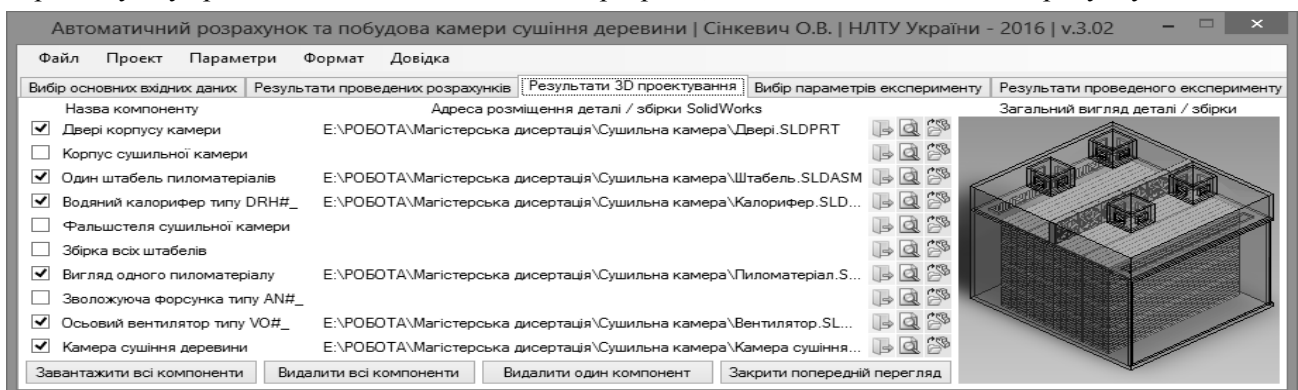 Автоматичний розрахунок та побудова камери сушіння деревини | Сінкевич О.В. | НЛТУ України - 2016 | v.3.02
Файл Проект Параметри Формат Довідка
Вибір основних вхідних даних Результати проведених розрахунків Результати 3D проектування Вибір параметрів експерименту Результати проведеного експерименту
Назва компоненту Адреса розміщення деталі / збірки SolidWorks Загальний вигляд деталі / збірки
Двері корпусу камери E:\РОБОТА\Магістерська дисертація\Сушильна камера\Двері.SLDPRT
Корпус сушильної камери
Один штабель пиломатеріалів E:\РОБОТА\Магістерська дисертація\Сушильна камера\Штабель.SLDASM
Водяний калорифер типу DRH#_ E:\РОБОТА\Магістерська дисертація\Сушильна камера\Калорифер.SLD...
Фальшстеля сушильної камери
Збірка всіх штабелів
Вигляд одного пиломатеріалу E:\РОБОТА\Магістерська дисертація\Сушильна камера\Пиломатеріал.S...
Зволожуюча форсунка типу AN#_
Осьовий вентилятор типу VO#_ E:\РОБОТА\Магістерська дисертація\Сушильна камера\Вентилятор.SL...
Камера сушіння деревини E:\РОБОТА\Магістерська дисертація\Сушильна камера\Камера сушіння...
Завантажити всі компоненти Видалити всі компоненти Видалити один компонент Закрити попередній перегляд